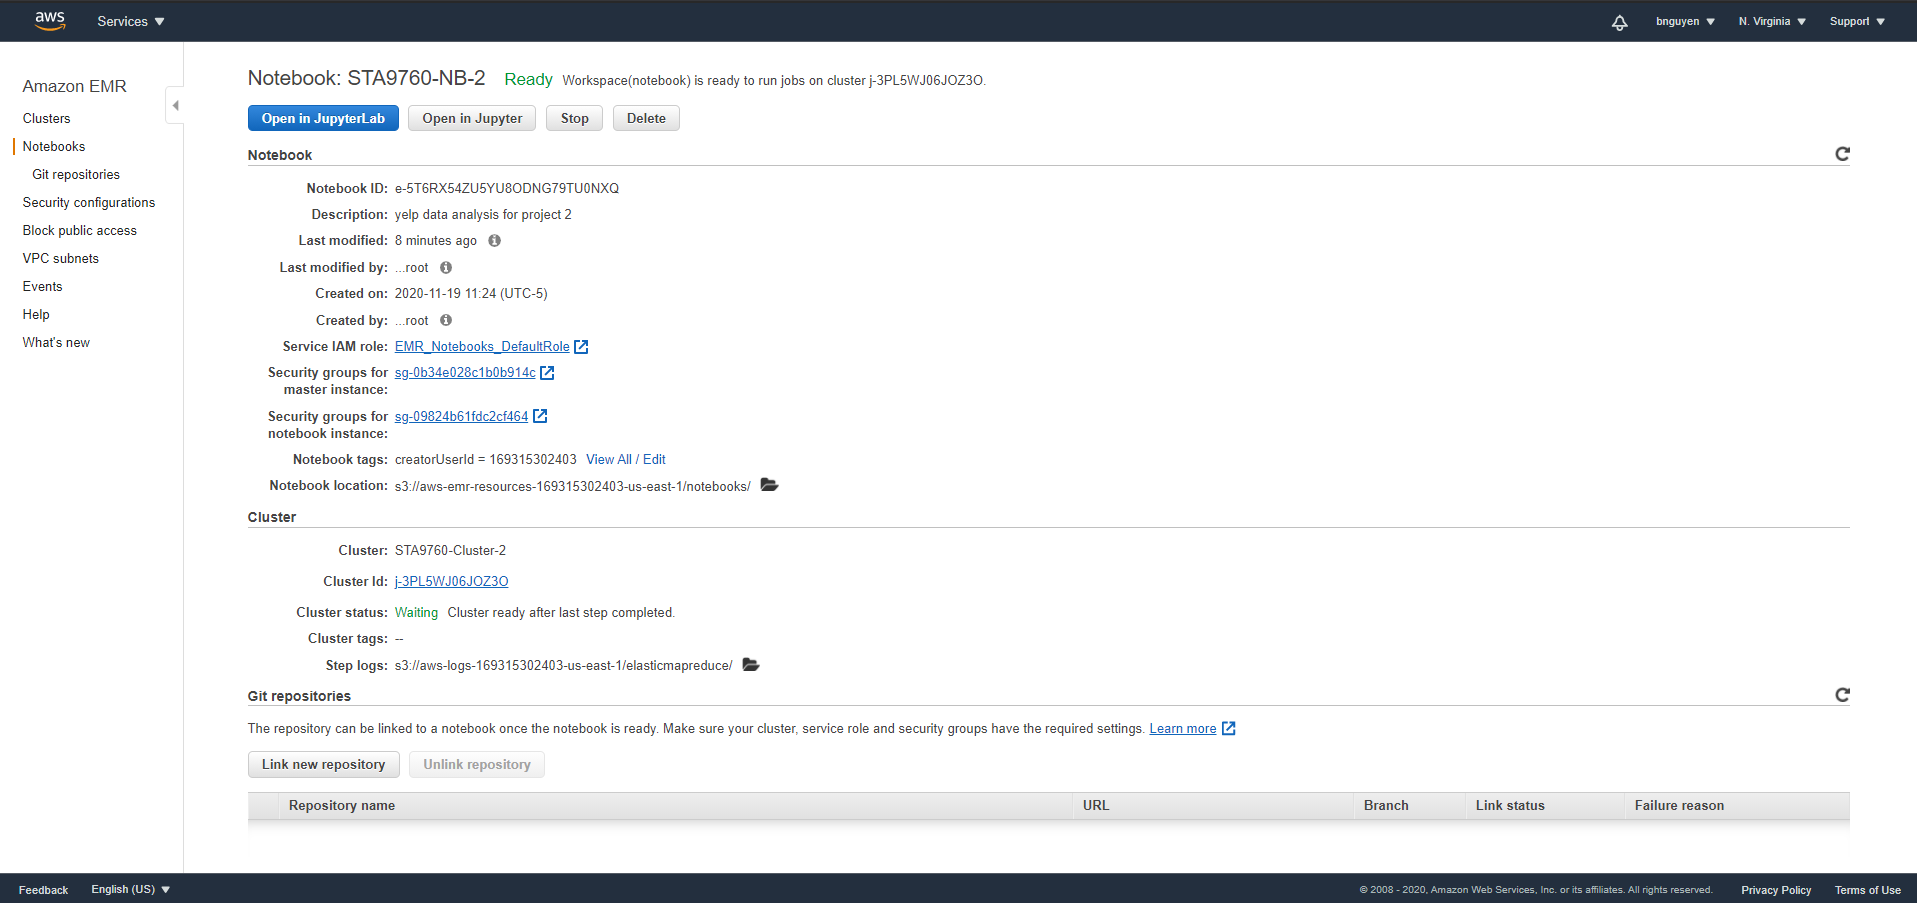 aws Services bnguyen N. Virginia Support
Amazon EMR
Clusters
Notebooks
Git repositories
Security configurations
Block public access
VPC subnets
Events
Help
What's new
Notebook: STA9760-NB-2 Ready Workspace(notebook) is ready to run jobs on cluster j-3PL5WJ06JOZ3O.
Open in JupyterLab Open in Jupyter Stop Delete
Notebook
Notebook ID: e-5T6RX54ZU5YU8ODNG79TU0NXQ
Description: yelp data analysis for project 2
Last modified: 8 minutes ago
Last modified by: ...root
Created on: 2020-11-19 11:24 (UTC-5)
Created by: ...root
Service IAM role: EMR_Notebooks_DefaultRole
Security groups for sg-0b34e028c1b0b914c
master instance:
Security groups for sg-09824b61fdc2cf464
notebook instance:
Notebook tags: creatorUserId = 169315302403 View All / Edit
Notebook location: s3://aws-emr-resources-169315302403-us-east-1/notebooks/
Cluster
Cluster: STA9760-Cluster-2
Cluster Id: j-3PL5WJ06JOZ3O
Cluster status: Waiting Cluster ready after last step completed.
Cluster tags: --
Step logs: s3://aws-logs-169315302403-us-east-1/elasticmapreduce/
Git repositories
The repository can be linked to a notebook once the notebook is ready. Make sure your cluster, service role and security groups have the required settings. Learn more
Link new repository Unlink repository
Repository name URL Branch Link status Failure reason
Feedback English (US) © 2008 - 2020, Amazon Web Services, Inc. or its affiliates. All rights reserved. Privacy Policy Terms of Use